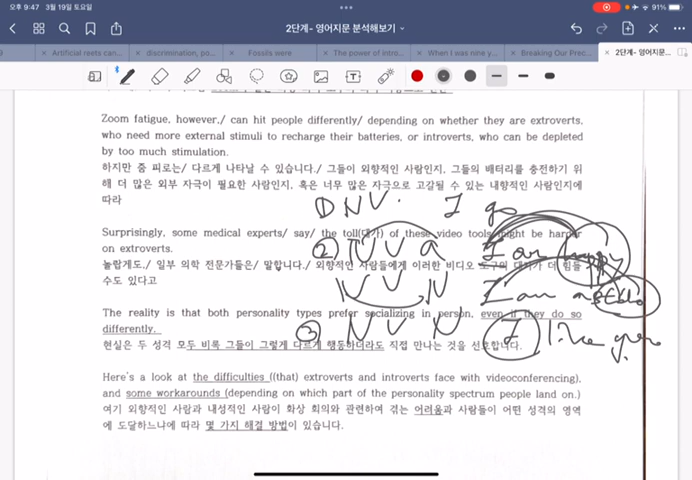 오후 9:47 3월 19일 토요일
91%
2단계- 영어지문 분석해보기
Artificial reets can...
discrimination, po...
Fossils were
The power of intro...
When I was nine y...
Breaking Our Prec...
2단계- 영어지문...
Zoom fatigue, however,/ can hit people differently/ depending on whether they are extroverts,
who need more external stimuli to recharge their batteries, or introverts, who can be depleted
by too much stimulation.
하지만 줌 피로는/ 다르게 나타날 수 있습니다./ 그들이 외향적인 사람인지, 그들의 배터리를 충전하기 위
해 더 많은 외부 자극이 필요한 사람인지, 혹은 너무 많은 자극으로 고갈될 수 있는 내향적인 사람인지에
따라
① NV. I go
Surprisingly, some medical experts/ say/ the toll(대가) of these video tools might be harder
on extroverts.
② N V a I am happy
놀랍게도,/ 일부 의학 전문가들은/ 말합니다./ 외향적인 사람들에게 이러한 비디오 도구의 대가가 더 힘들
수도 있다고
N V N I am a
The reality is that both personality types prefer socializing in person, even if they do so
differently.
③ N V N I like
현실은 두 성격 모두 비록 그들이 그렇게 다르게 행동하더라도 직접 만나는 것을 선호합니다.
Here's a look at the difficulties ((that) extroverts and introverts face with videoconferencing),
and some workarounds (depending on which part of the personality spectrum people land on.)
여기 외향적인 사람과 내성적인 사람이 화상 회의와 관련하여 겪는 어려움과 사람들이 어떤 성격의 영역
에 도달하느냐에 따라 몇 가지 해결 방법이 있습니다.